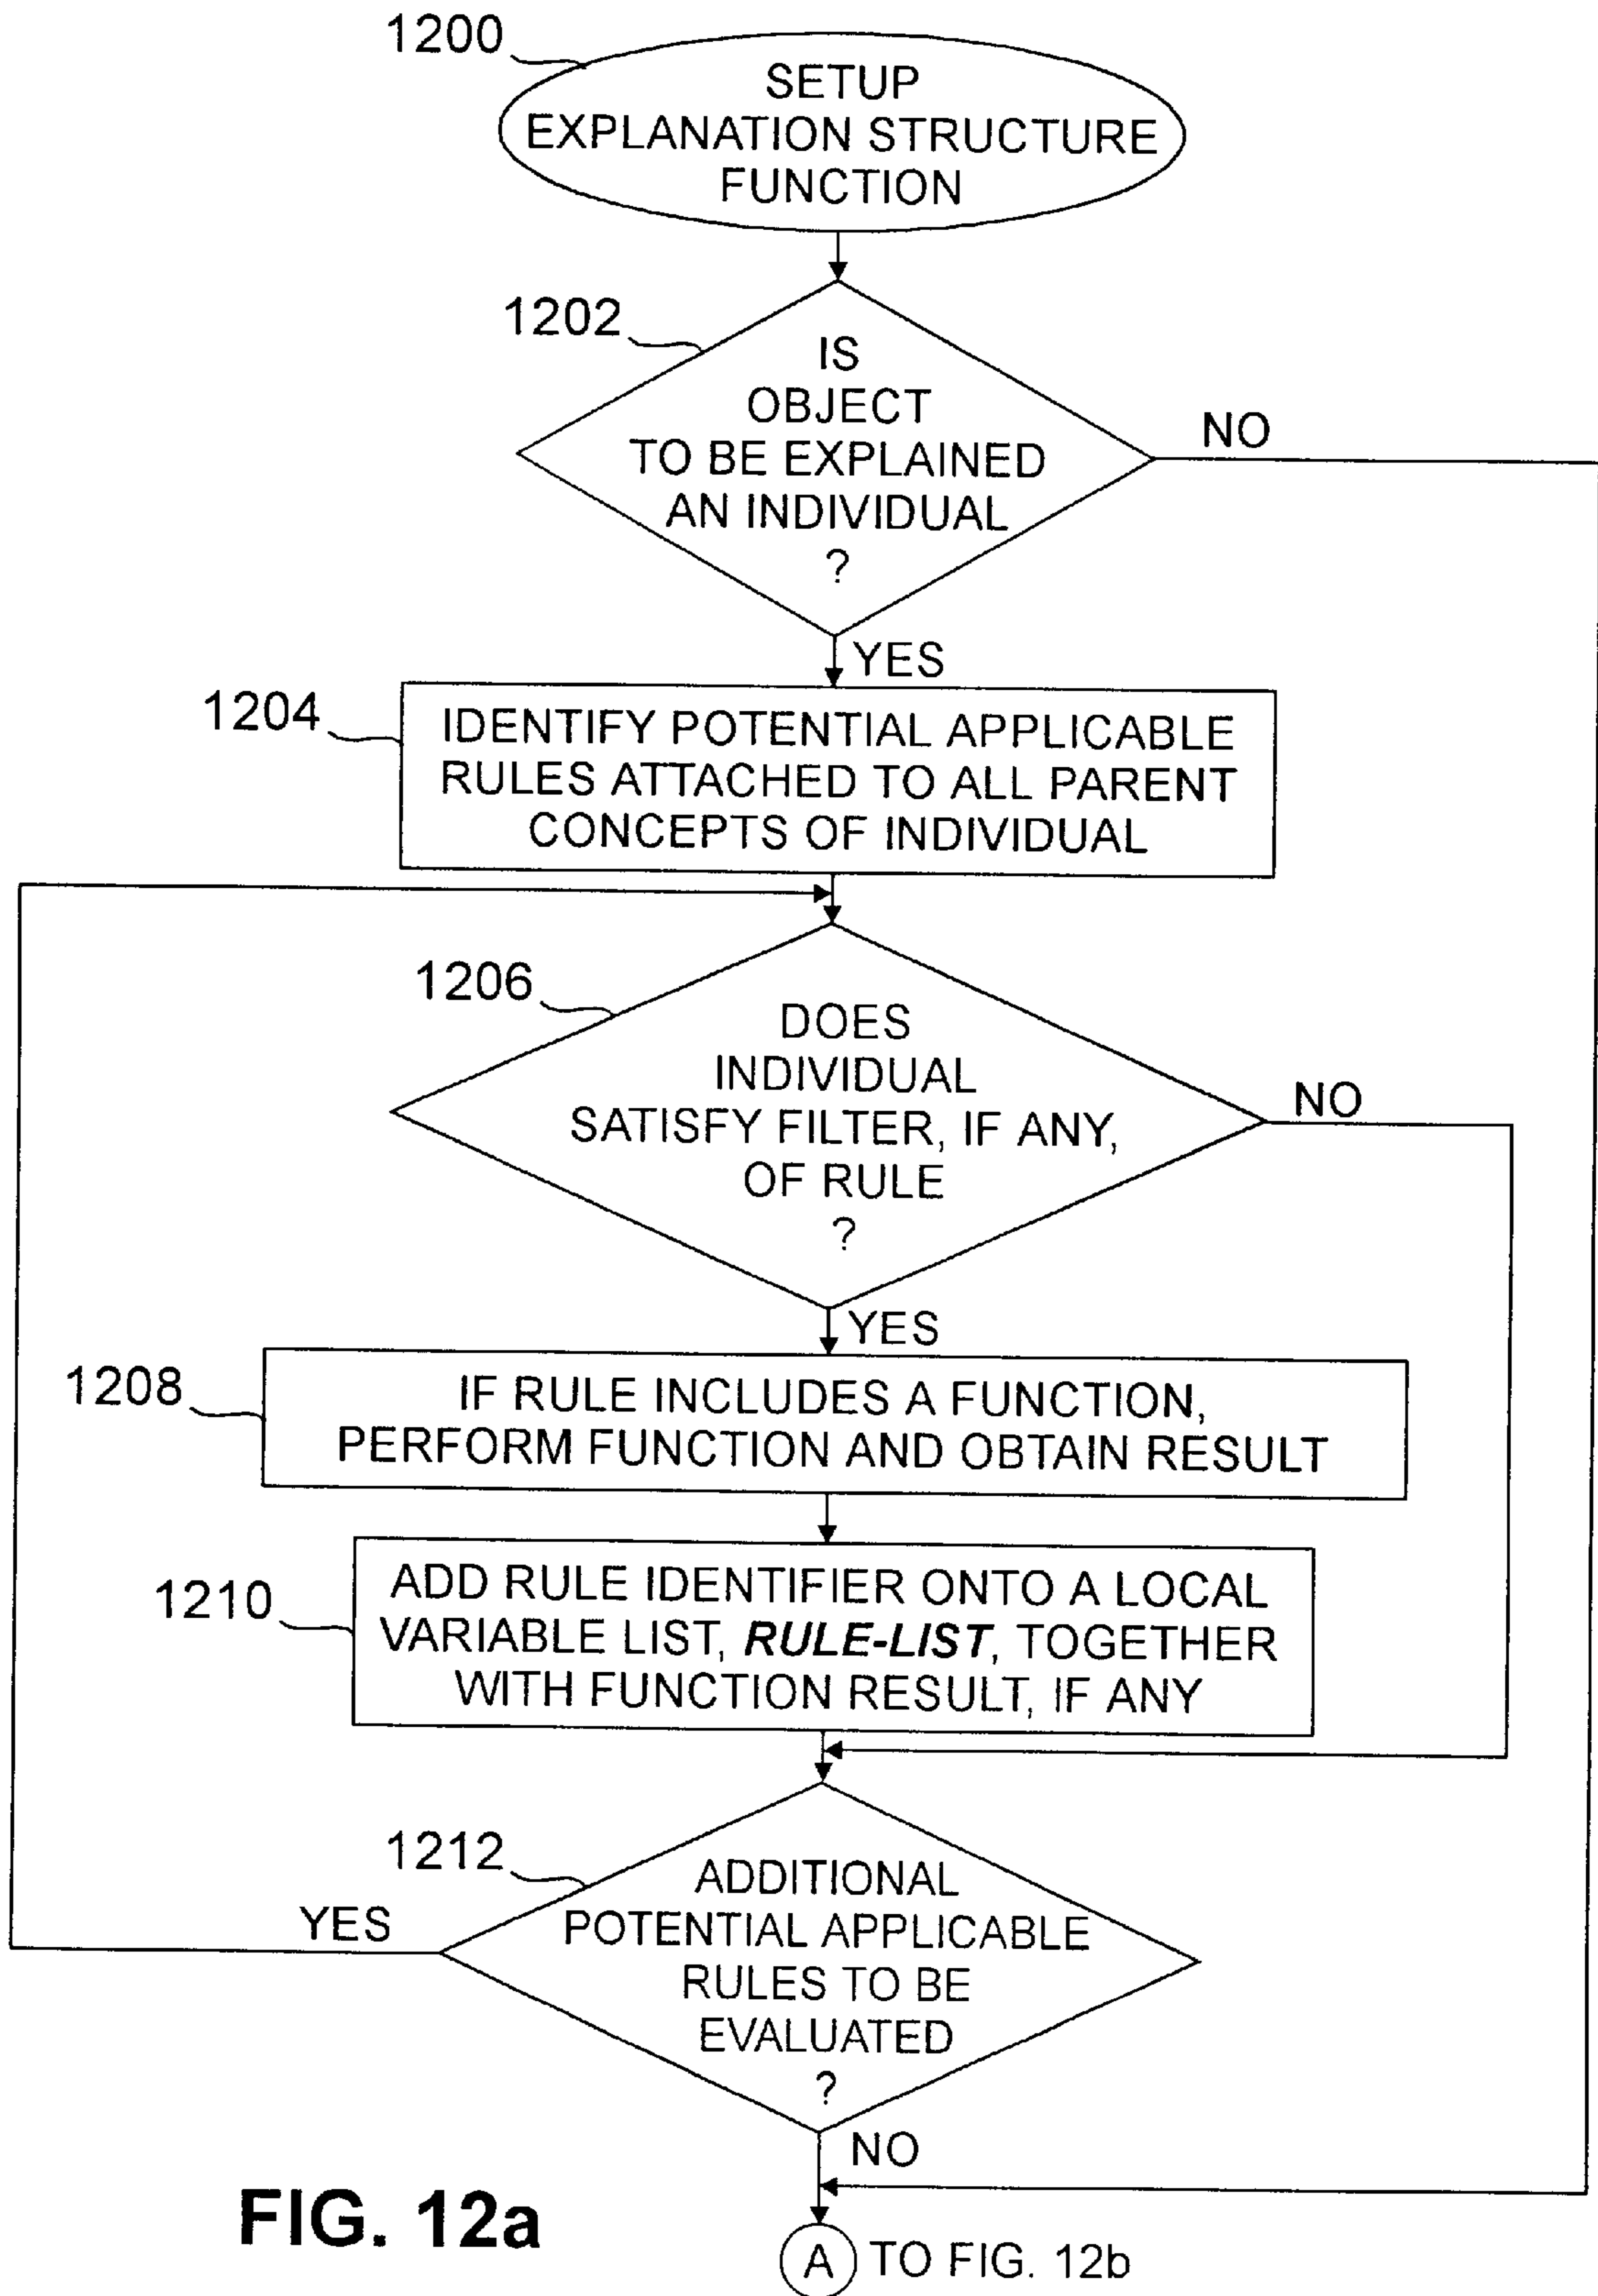 1200
SETUP
EXPLANATION STRUCTURE
FUNCTION
1202
IS
OBJECT
TO BE EXPLAINED
AN INDIVIDUAL
?
NO
YES
1204
IDENTIFY POTENTIAL APPLICABLE
RULES ATTACHED TO ALL PARENT
CONCEPTS OF INDIVIDUAL
1206
DOES
INDIVIDUAL
SATISFY FILTER, IF ANY,
OF RULE
?
NO
YES
1208
IF RULE INCLUDES A FUNCTION,
PERFORM FUNCTION AND OBTAIN RESULT
1210
ADD RULE IDENTIFIER ONTO A LOCAL
VARIABLE LIST, RULE-LIST, TOGETHER
WITH FUNCTION RESULT, IF ANY
1212
ADDITIONAL
POTENTIAL APPLICABLE
RULES TO BE
EVALUATED
?
YES
NO
FIG. 12a
A TO FIG. 12b